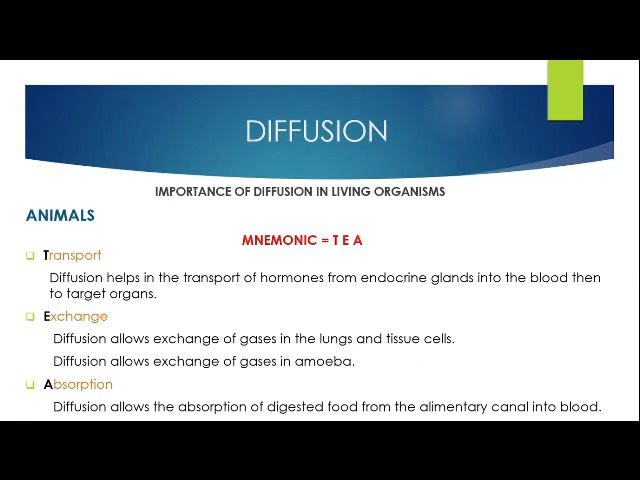 DIFFUSION
IMPORTANCE OF DIFFUSION IN LIVING ORGANISMS
ANIMALS
MNEMONIC = T E A
Transport
Diffusion helps in the transport of hormones from endocrine glands into the blood then
to target organs.
Exchange
Diffusion allows exchange of gases in the lungs and tissue cells.
Diffusion allows exchange of gases in amoeba.
Absorption
Diffusion allows the absorption of digested food from the alimentary canal into blood.